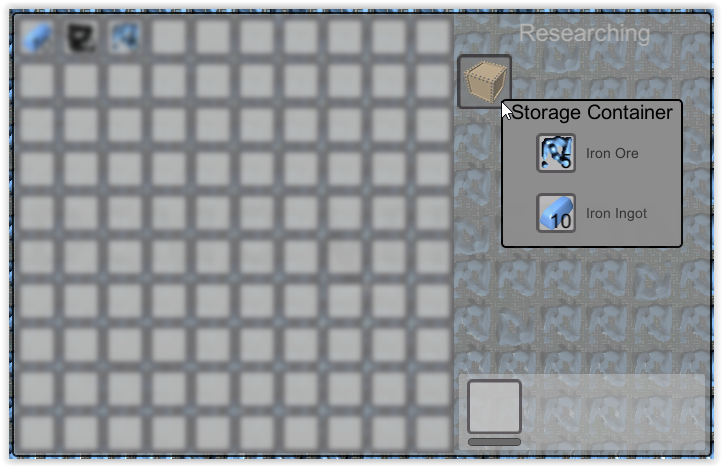 Researching
Storage Container
5
Iron Ore
10
Iron Ingot